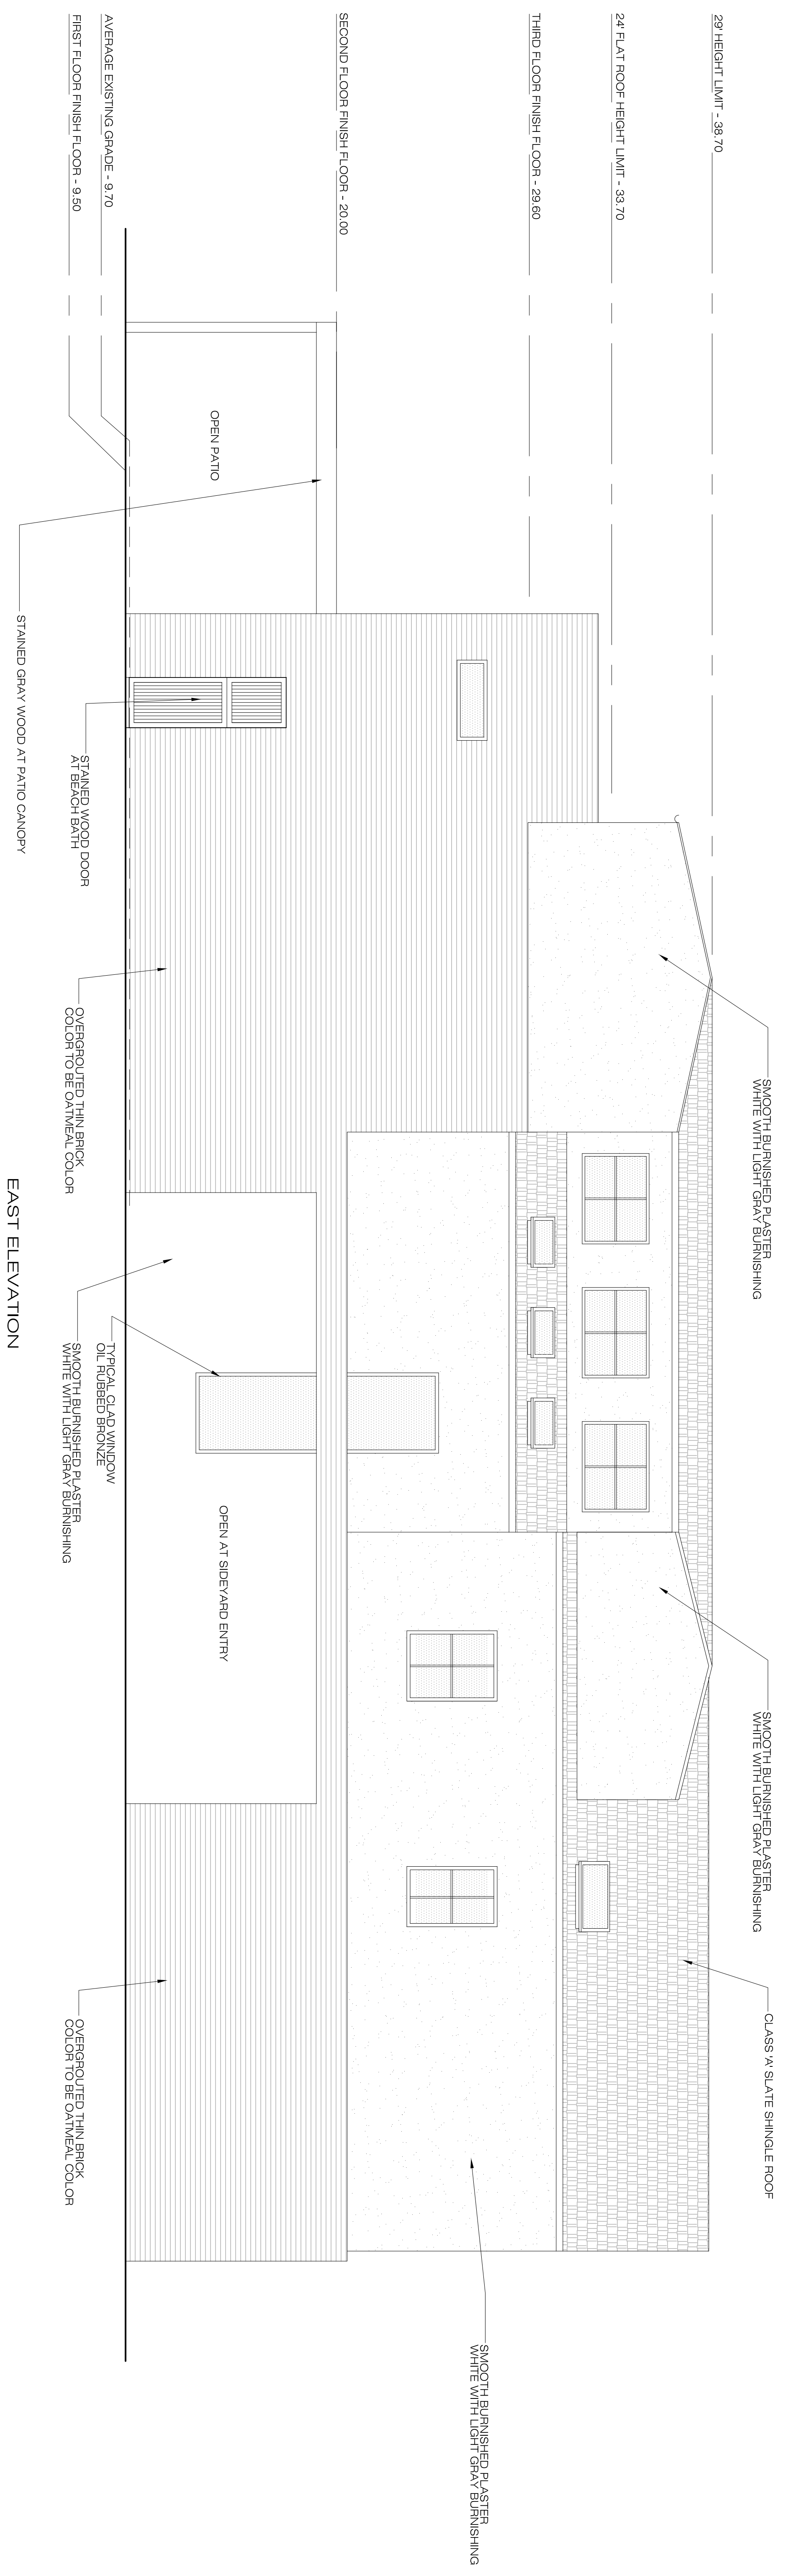 29' HEIGHT LIMIT - 38.70
24' FLAT ROOF HEIGHT LIMIT - 33.70
THIRD FLOOR FINISH FLOOR - 29.60
SECOND FLOOR FINISH FLOOR - 20.00
AVERAGE EXISTING GRADE - 9.70
FIRST FLOOR FINISH FLOOR - 9.50
SMOOTH BURNISHED PLASTER
WHITE WITH LIGHT GRAY BURNISHING
SMOOTH BURNISHED PLASTER
WHITE WITH LIGHT GRAY BURNISHING
CLASS 'A' SLATE SHINGLE ROOF
SMOOTH BURNISHED PLASTER
WHITE WITH LIGHT GRAY BURNISHING
OPEN PATIO
OPEN AT SIDEYARD ENTRY
STAINED GRAY WOOD AT PATIO CANOPY
STAINED WOOD DOOR
AT BEACH BATH
OVERGROUTED THIN BRICK
COLOR TO BE OATMEAL COLOR
TYPICAL CLAD WINDOW
OIL RUBBED BRONZE
SMOOTH BURNISHED PLASTER
WHITE WITH LIGHT GRAY BURNISHING
OVERGROUTED THIN BRICK
COLOR TO BE OATMEAL COLOR
EAST ELEVATION